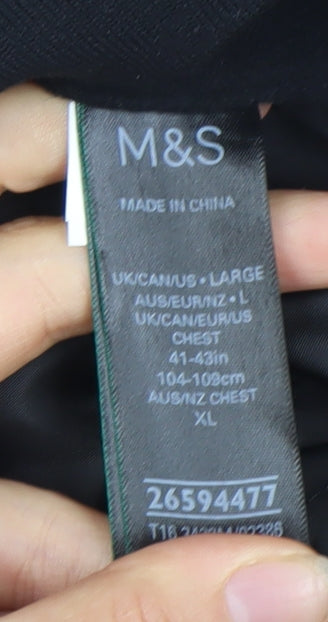 M&S
MADE IN CHINA
UK/CAN/US • LARGE
AUS/EUR/NZ • L
UK/CAN/EUR/US
CHEST
41-43in
104-109cm
AUS/NZ CHEST
XL
26594477